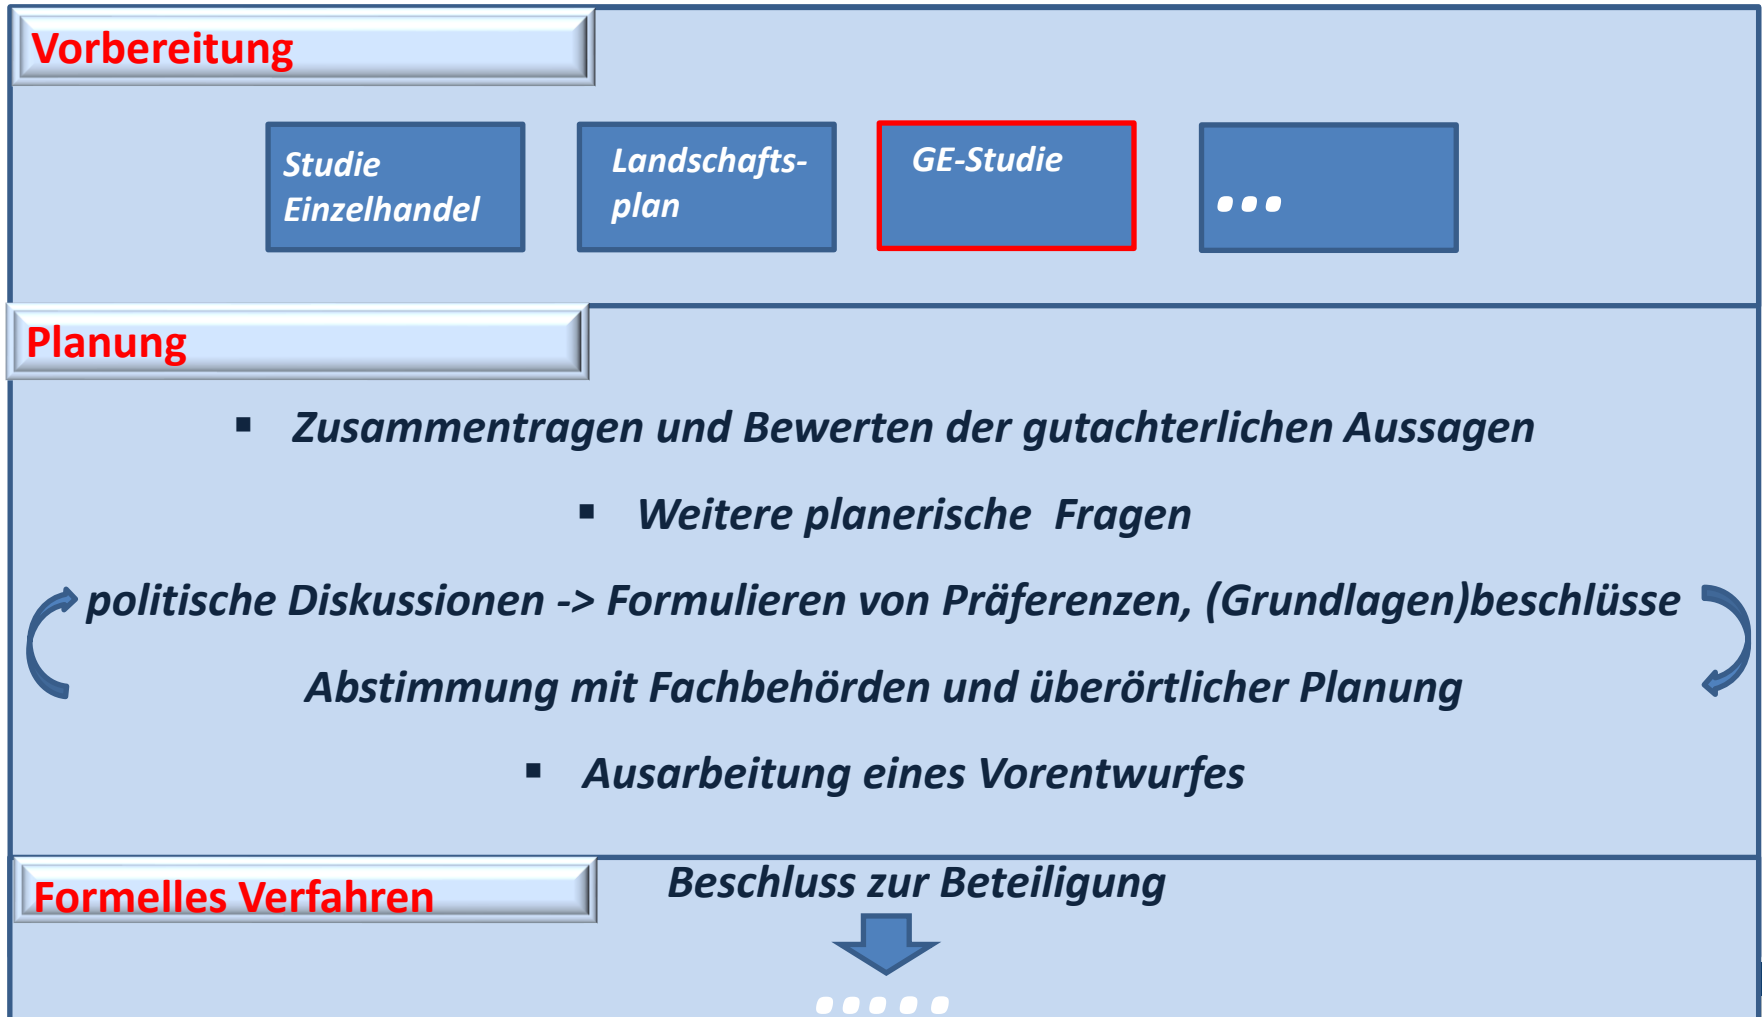 Vorbereitung
Studie
Einzelhandel
Landschafts-
plan
GE-Studie
...
Planung
▪ Zusammentragen und Bewerten der gutachterlichen Aussagen
▪ Weitere planerische Fragen
politische Diskussionen -> Formulieren von Präferenzen, (Grundlagen)beschlüsse
Abstimmung mit Fachbehörden und überörtlicher Planung
▪ Ausarbeitung eines Vorentwurfes
Formelles Verfahren
Beschluss zur Beteiligung
.....